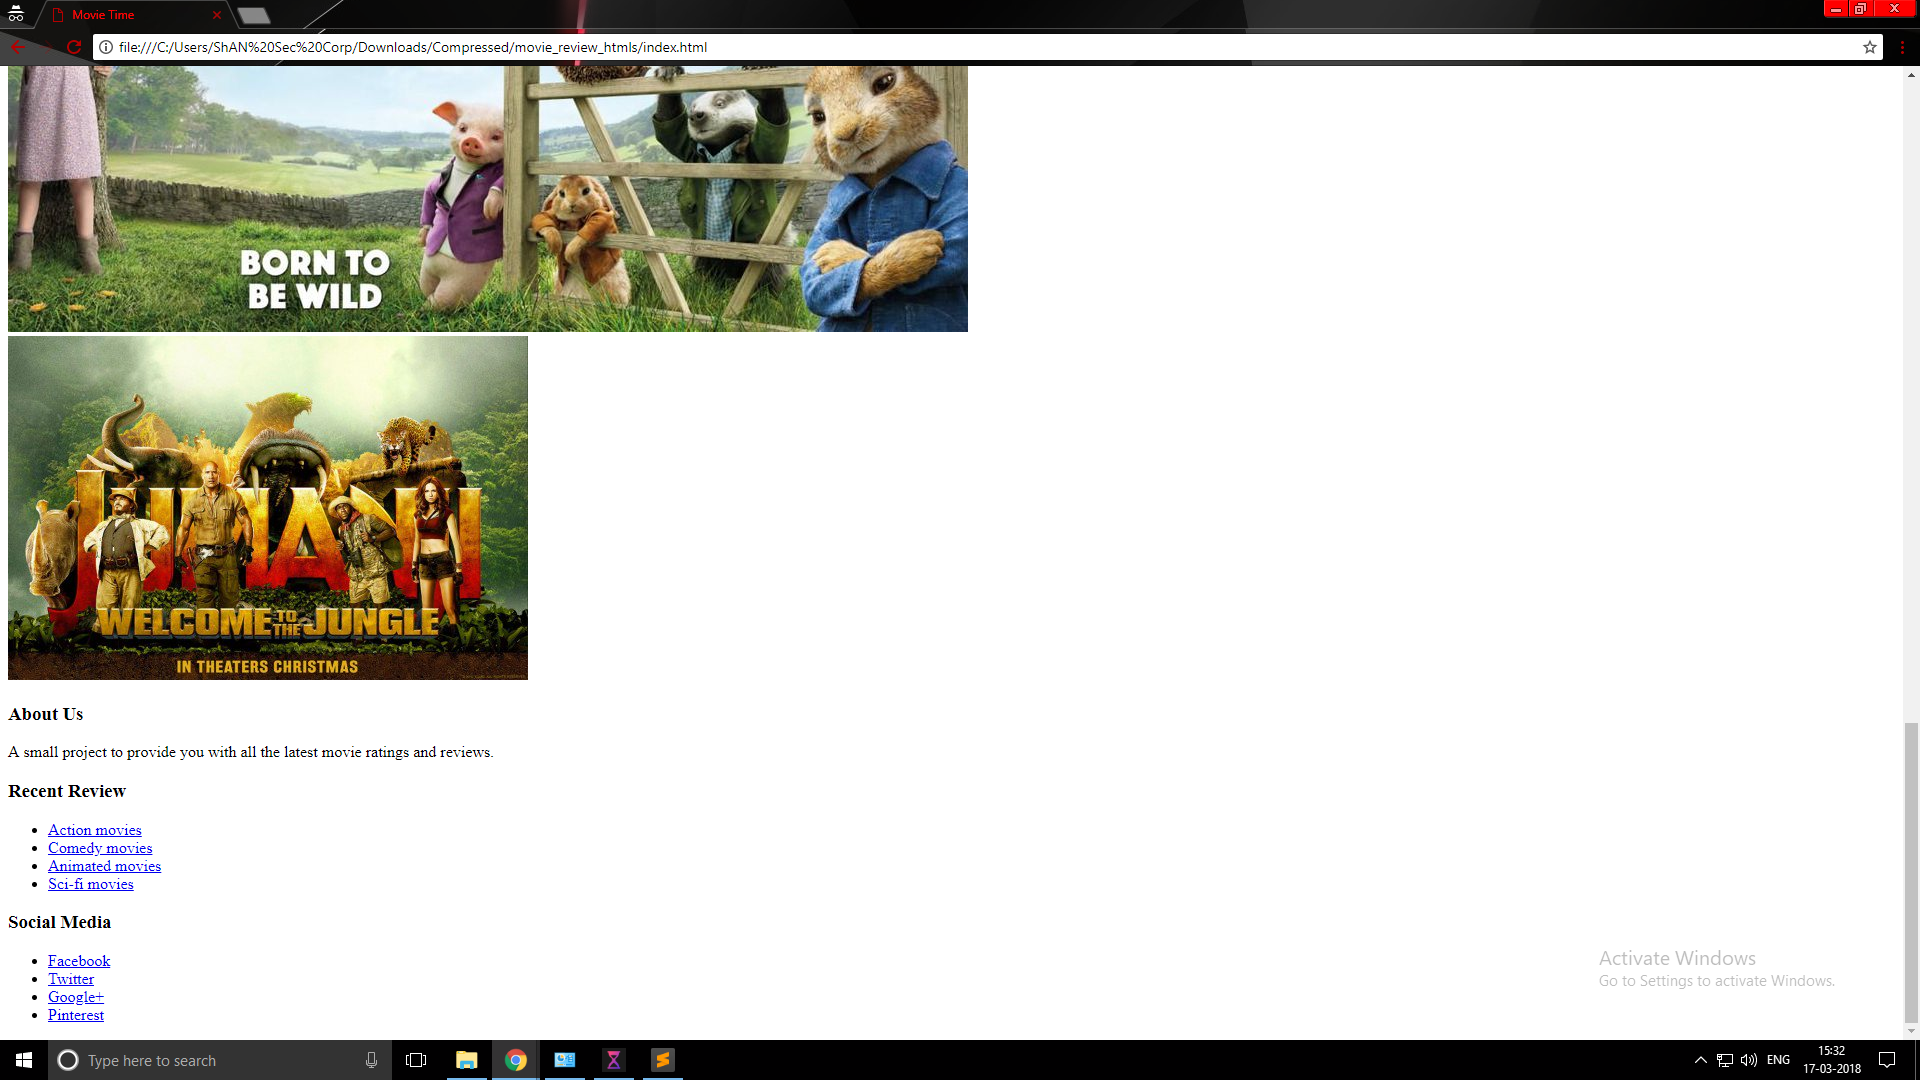 Movie Time
file:///C:/Users/ShAN%20Sec%20Corp/Downloads/Compressed/movie_review_htmls/index.html
BORN TO
BE WILD
JUMANJI
WELCOME TO THE JUNGLE
IN THEATERS CHRISTMAS
About Us
A small project to provide you with all the latest movie ratings and reviews.
Recent Review
Action movies
Comedy movies
Animated movies
Sci-fi movies
Social Media
Facebook
Twitter
Google+
Pinterest
Activate Windows
Go to Settings to activate Windows.
Type here to search
ENG
15:32
17-03-2018